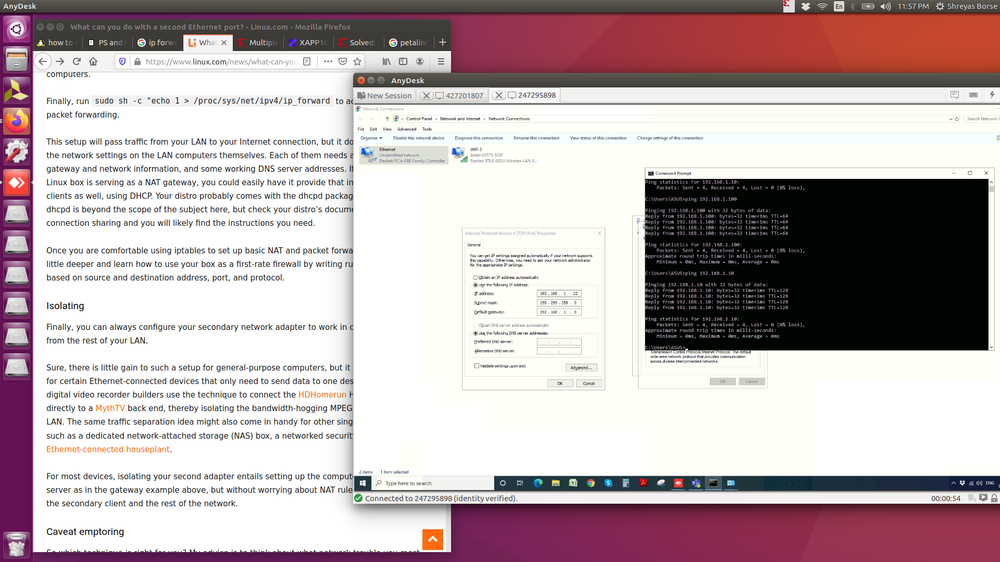 AnyDesk
En
11:57 PM
Shreyas Borse
What can you do with a second Ethernet port? - Linux.com - Mozilla Firefox
how to
PS and
ip forwa
What
Multiple
XAPP10
Solved:
petalinu
https://www.linux.com/news/what-can-you
computers.
Finally, run sudo sh -c "echo 1 > /proc/sys/net/ipv4/ip_forward to
packet forwarding.
This setup will pass traffic from your LAN to your Internet connection, but it
the network settings on the LAN computers themselves. Each of them needs
gateway and network information, and some working DNS server addresses.
Linux box is serving as a NAT gateway, you could easily have it provide that
clients as well, using DHCP. Your distro probably comes with the dhcpd
dhcpd is beyond the scope of the subject here, but check your distro's
connection sharing and you will likely find the instructions you need.
Once you are comfortable using iptables to set up basic NAT and packet
little deeper and learn how to use your box as a first-rate firewall by writing
based on source and destination address, port, and protocol.
Isolating
Finally, you can always configure your secondary network adapter to work in
from the rest of your LAN.
Sure, there is little gain to such a setup for general-purpose computers, but it
for certain Ethernet-connected devices that only need to send data to one
digital video recorder builders use the technique to connect the HDHomerun
directly to a MythTV back end, thereby isolating the bandwidth-hogging MPEG
LAN. The same traffic separation idea might also come in handy for other
such as a dedicated network-attached storage (NAS) box, a networked
Ethernet-connected houseplant.
For most devices, isolating your second adapter entails setting up the
server as in the gateway example above, but without worrying about NAT
the secondary client and the rest of the network.
Caveat emptoring
So which technique is right for you? My advice is to think about what network trouble you most
AnyDesk
New Session
427201807
247295898
Network Connections
Control Panel > Network and Internet > Network Connections
Search Network C
File Edit View Advanced Tools
Organise
Disable this network device
Diagnose this connection
Rename this connection
View status of this connection
Change settings of this connection
Ethernet
Unidentified network
Realtek PCIe GBE Family Controller
WiFi 2
Airtel-E5573-5F8F
Realtek RTL8188EU Wireless LAN 8...
Internet Protocol Version 4 (TCP/IPv4) Properties
General
You can get IP settings assigned automatically if your network supports
this capability. Otherwise, you need to ask your network administrator
for the appropriate IP settings.
Obtain an IP address automatically
Use the following IP address:
IP address: 192 . 168 . 1 . 22
Subnet mask: 255 . 255 . 255 . 0
Default gateway: 192 . 168 . 1 . 0
Obtain DNS server address automatically
Use the following DNS server addresses:
Preferred DNS server: . . .
Alternative DNS server: . . .
Validate settings upon exit
Advanced...
OK
Cancel
Command Prompt
Ping statistics for 192.168.1.10:
Packets: Sent = 4, Received = 4, Lost = 0 (0% loss),
C:\Users\ASUS>ping 192.168.1.100
Pinging 192.168.1.100 with 32 bytes of data:
Reply from 192.168.1.100: bytes=32 time<1ms TTL=64
Reply from 192.168.1.100: bytes=32 time<1ms TTL=64
Reply from 192.168.1.100: bytes=32 time<1ms TTL=64
Reply from 192.168.1.100: bytes=32 time<1ms TTL=64
Ping statistics for 192.168.1.100:
Packets: Sent = 4, Received = 4, Lost = 0 (0% loss),
Approximate round trip times in milli-seconds:
Minimum = 0ms, Maximum = 0ms, Average = 0ms
C:\Users\ASUS>ping 192.168.1.10
Pinging 192.168.1.10 with 32 bytes of data:
Reply from 192.168.1.10: bytes=32 time<1ms TTL=128
Reply from 192.168.1.10: bytes=32 time<1ms TTL=128
Reply from 192.168.1.10: bytes=32 time<1ms TTL=128
Reply from 192.168.1.10: bytes=32 time<1ms TTL=128
Ping statistics for 192.168.1.10:
Packets: Sent = 4, Received = 4, Lost = 0 (0% loss),
Approximate round trip times in milli-seconds:
Minimum = 0ms, Maximum = 0ms, Average = 0ms
C:\Users\ASUS>
Transmission Control Protocol/Internet Protocol. The default
wide area network protocol that provides communication
across diverse interconnected networks.
OK
Cancel
2 items
1 item selected
Type here to search
ENG
Connected to 247295898 (identity verified).
00:00:54